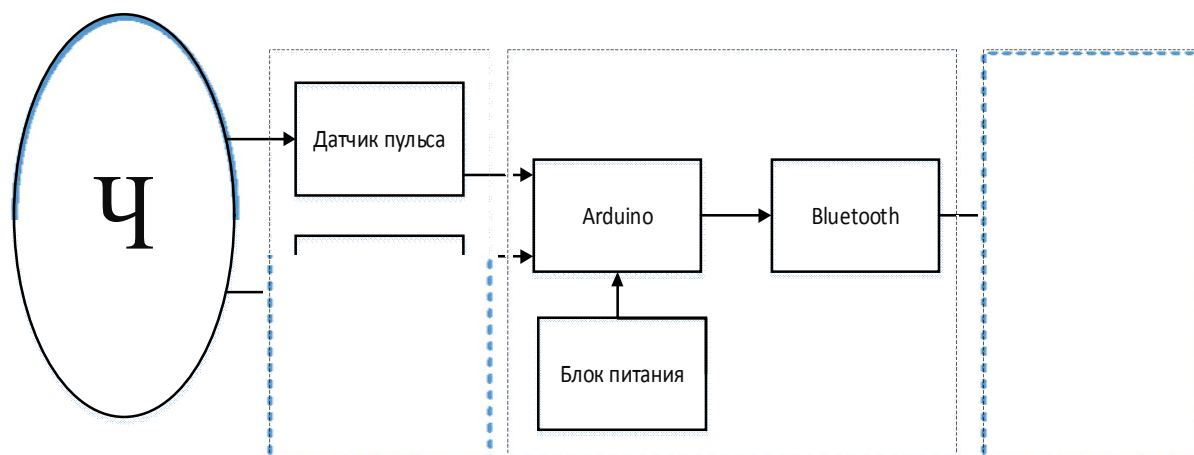 Ч
Датчик пульса
Arduino
Bluetooth
Блок питания